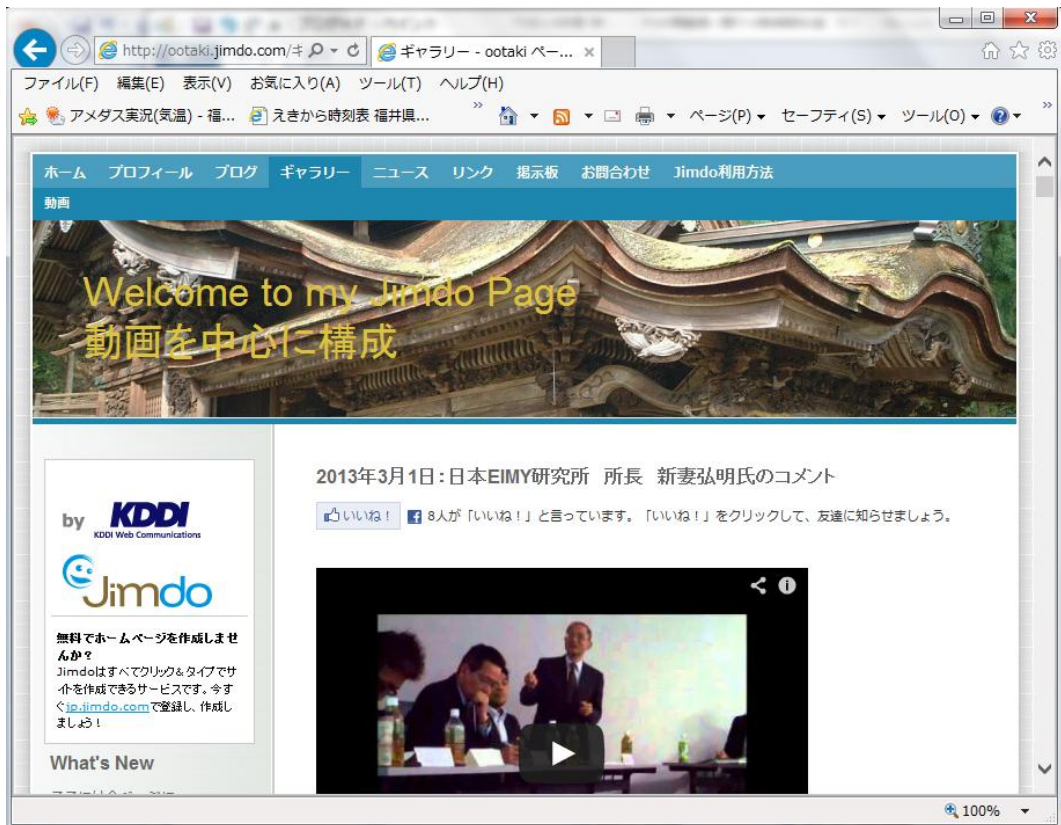 http://ootaki.jimdo.com/キ
ギャラリー - ootaki ペー...
ファイル(F) 編集(E) 表示(V) お気に入り(A) ツール(T) ヘルプ(H)
アメダス実況(気温) - 福... えきから時刻表 福井県... ページ(P) セーフティ(S) ツール(O)
ホーム プロフィール ブログ ギャラリー ニュース リンク 掲示板 お問合わせ Jimdo利用方法
動画
Welcome to my Jimdo Page
動画を中心に構成
2013年3月1日:日本EIMY研究所 所長 新妻弘明氏のコメント
いいね! 8人が「いいね!」と言っています。「いいね!」をクリックして、友達に知らせましょう。
by KDDI
KDDI Web Communications
Jimdo
無料でホームページを作成しませ
んか?
Jimdoはすべてクリック&タイプでサ
イトを作成できるサービスです。今す
ぐjp.jimdo.comで登録し、作成し
ましょう!
What's New
100%